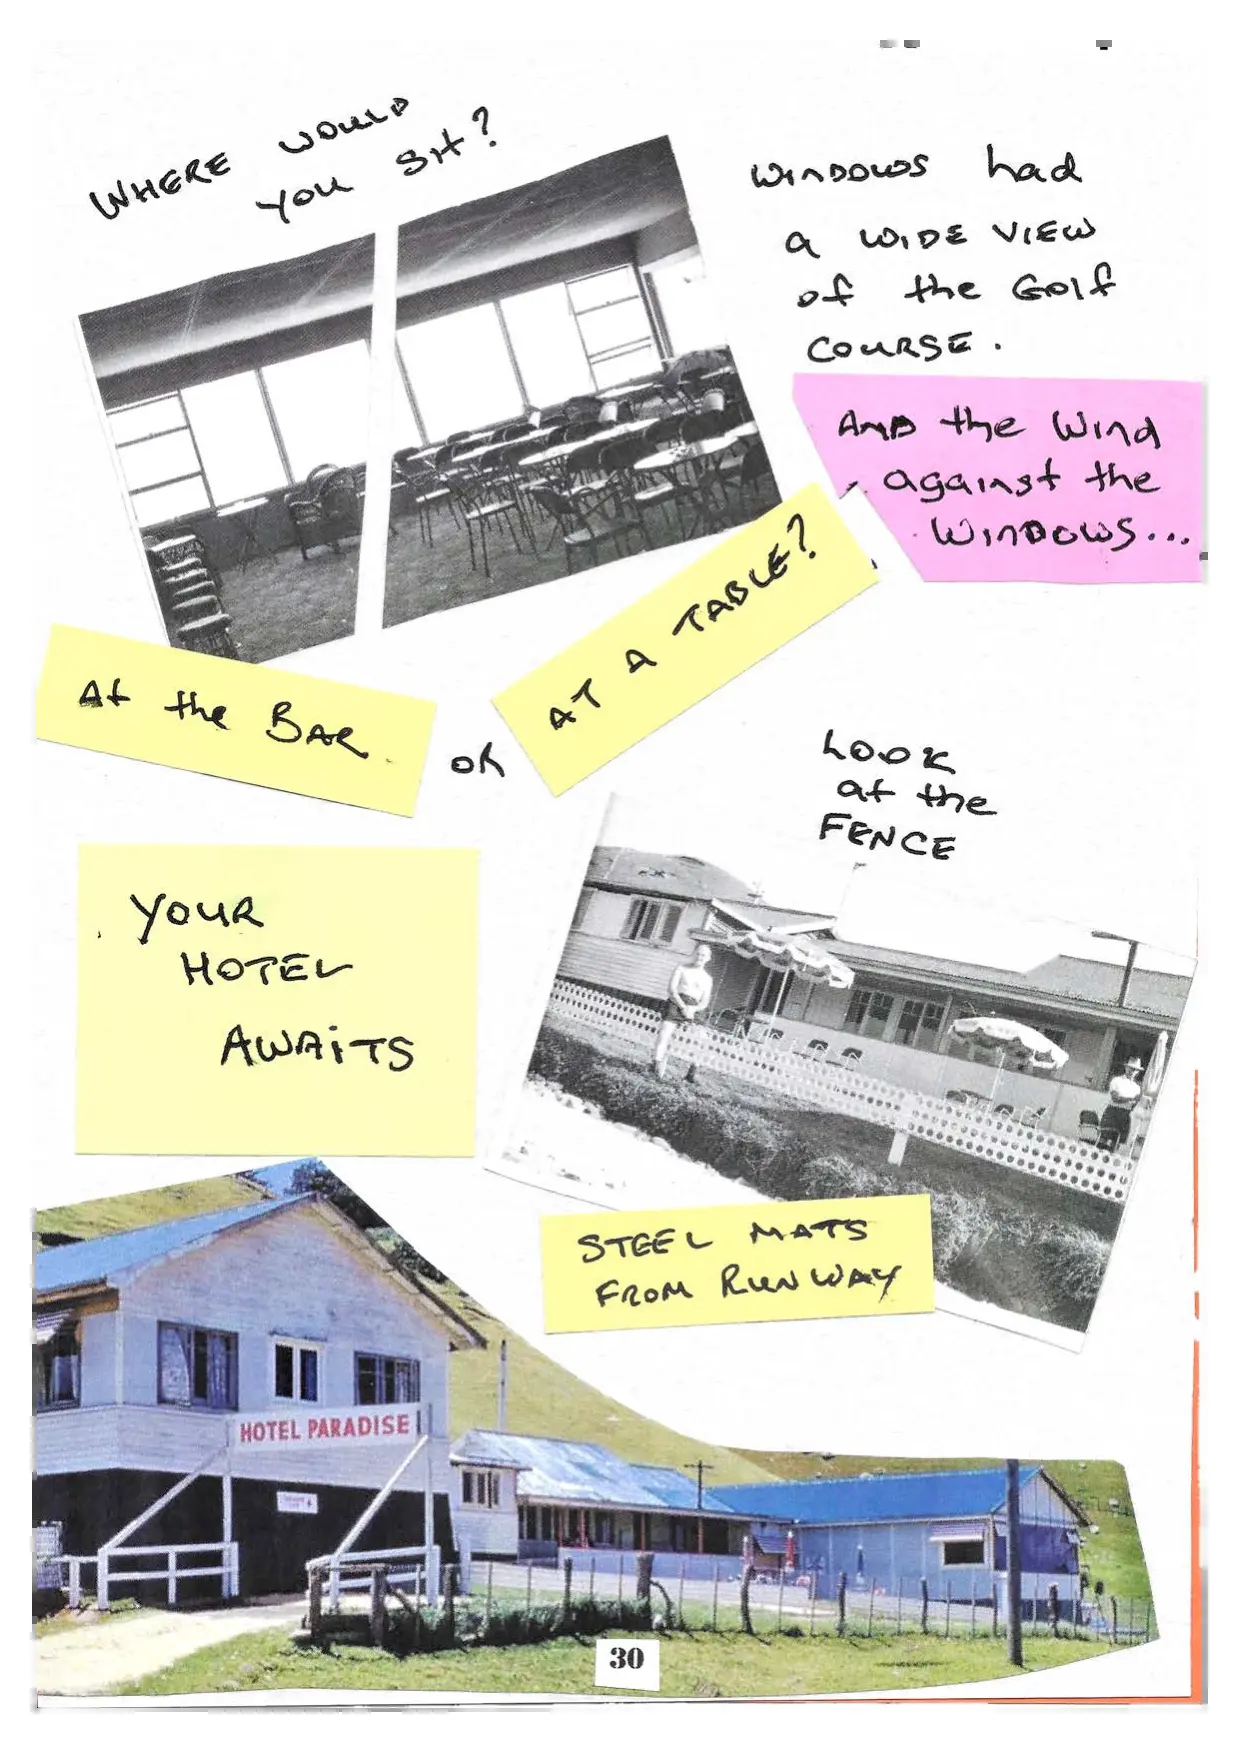 WHERE WOULD
YOU SIT?
WINDOWS had
a WIDE VIEW
of the Golf
COURSE.
AND the Wind
against the
WINDOWS...
At the BAR
OR
AT A TABLE?
LOOK
at the
FENCE
YOUR
HOTEL
AWAITS
STEEL MATS
FROM RUNWAY
HOTEL PARADISE
30